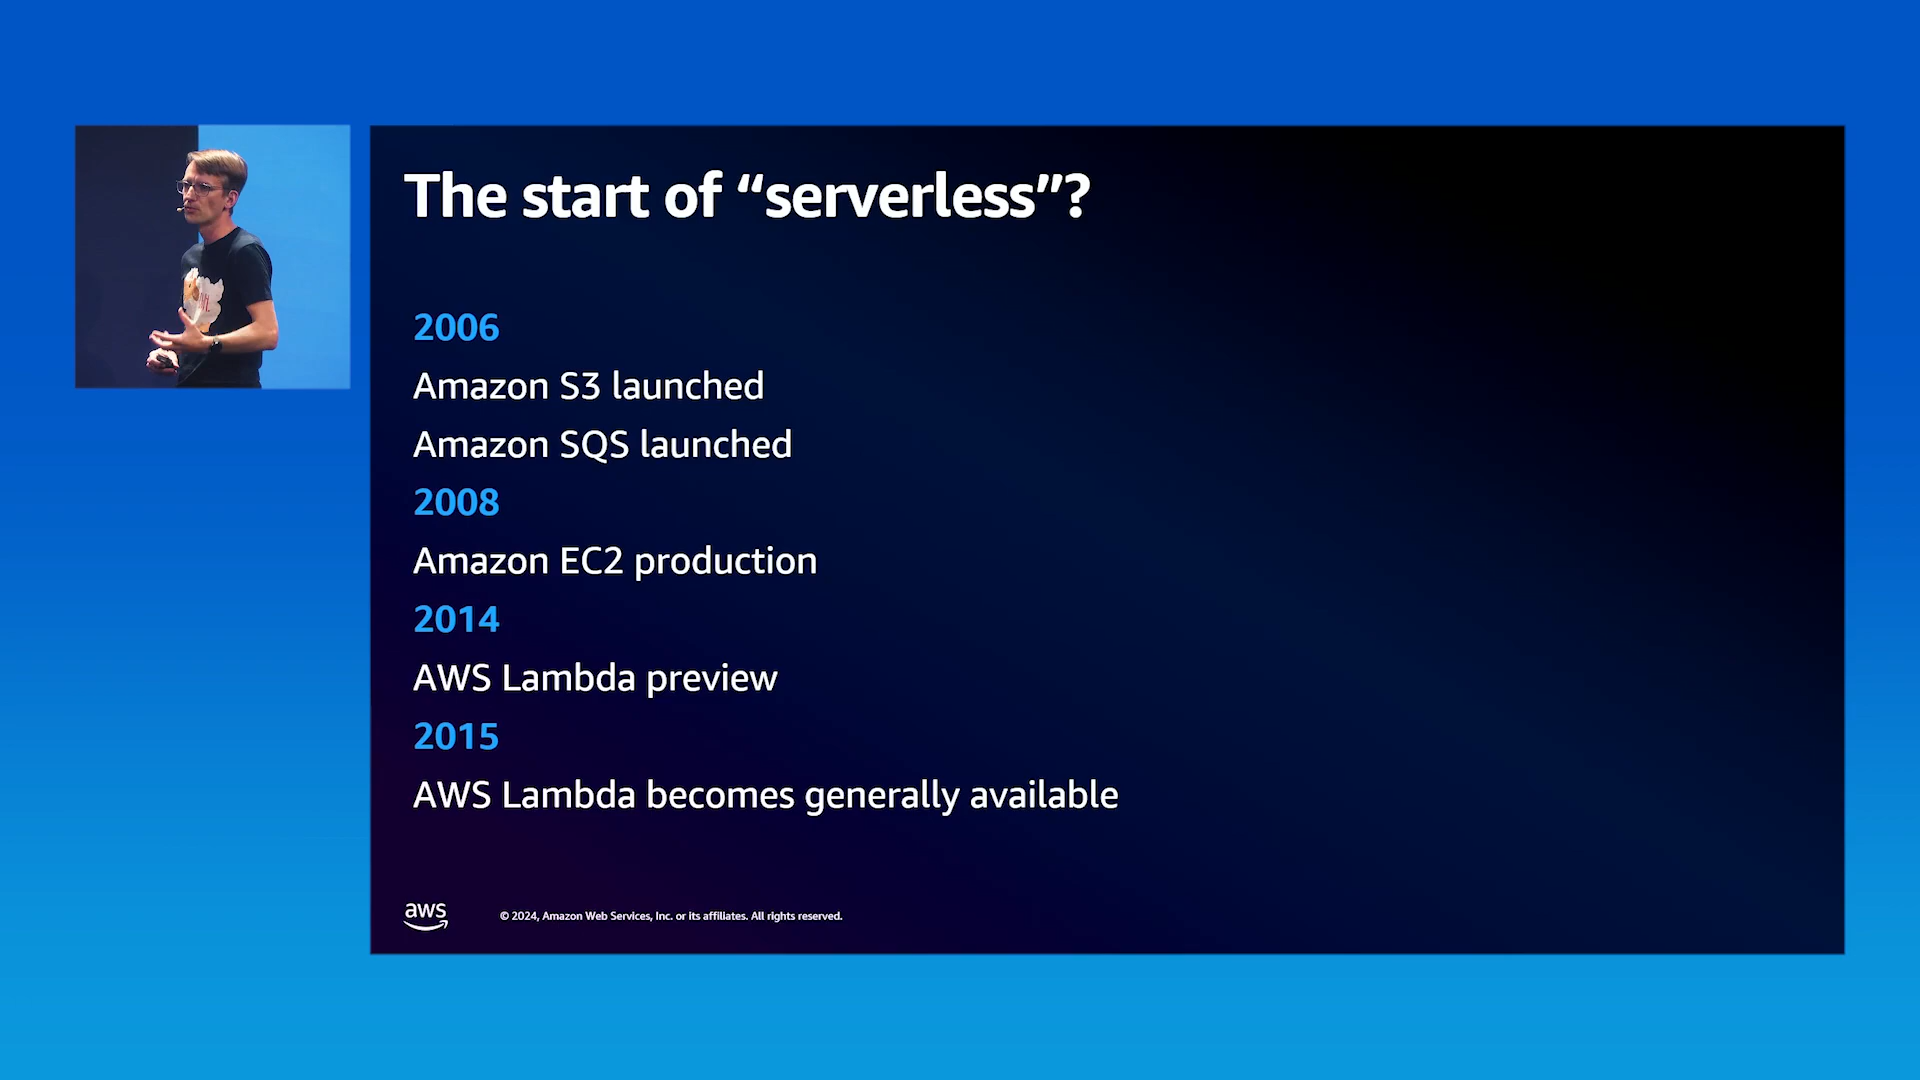 The start of “serverless”?
2006
Amazon S3 launched
Amazon SQS launched
2008
Amazon EC2 production
2014
AWS Lambda preview
2015
AWS Lambda becomes generally available
aws
© 2024, Amazon Web Services, Inc. or its affiliates. All rights reserved.